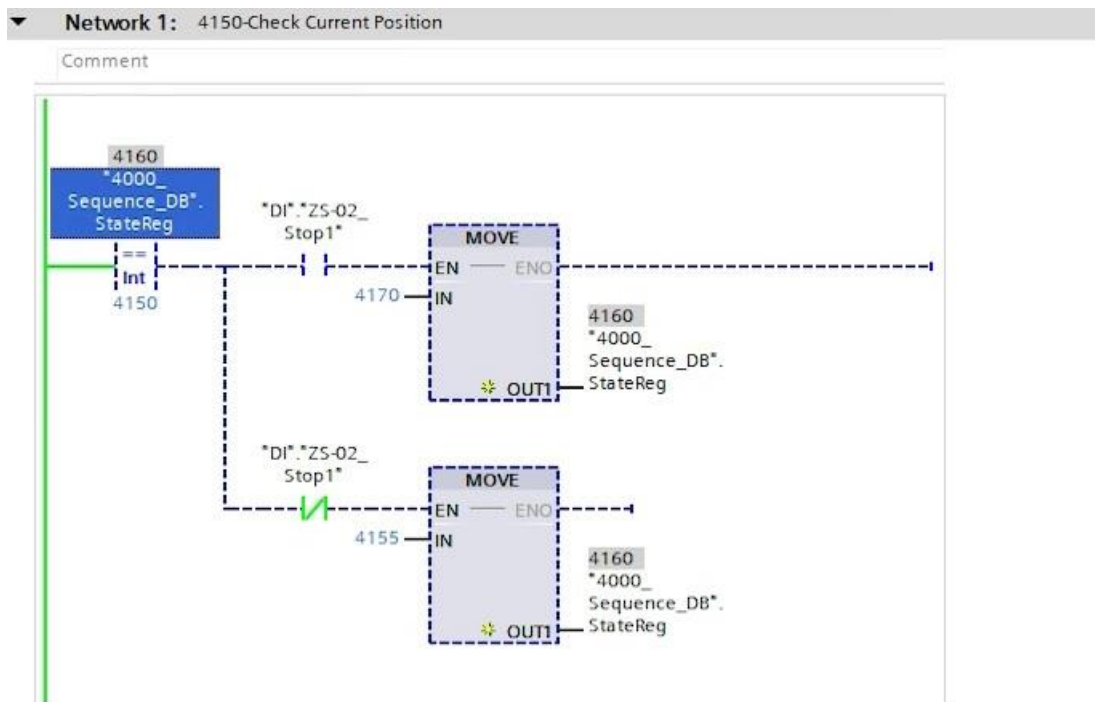 Network 1: 4150-Check Current Position
Comment
4160
"4000_
Sequence_DB".
StateReg
==
Int
4150
"DI"."ZS-02_
Stop1"
MOVE
EN ENO
4170 IN
4160
"4000_
Sequence_DB".
OUT1 StateReg
"DI"."ZS-02_
Stop1"
MOVE
EN ENO
4155 IN
4160
"4000_
Sequence_DB".
OUT1 StateReg